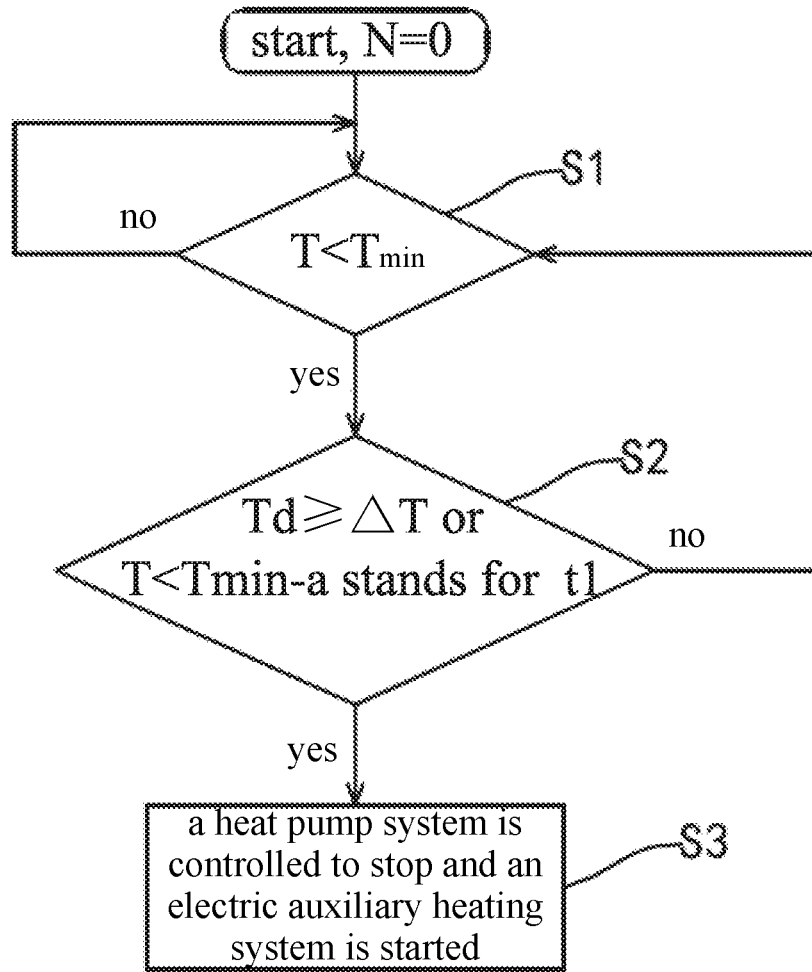 start, N=0
S1
no
T<Tmin
yes
S2
Td≥△T or
no
T<Tmin-a stands for t1
yes
a heat pump system is
controlled to stop and an
electric auxiliary heating
system is started
S3